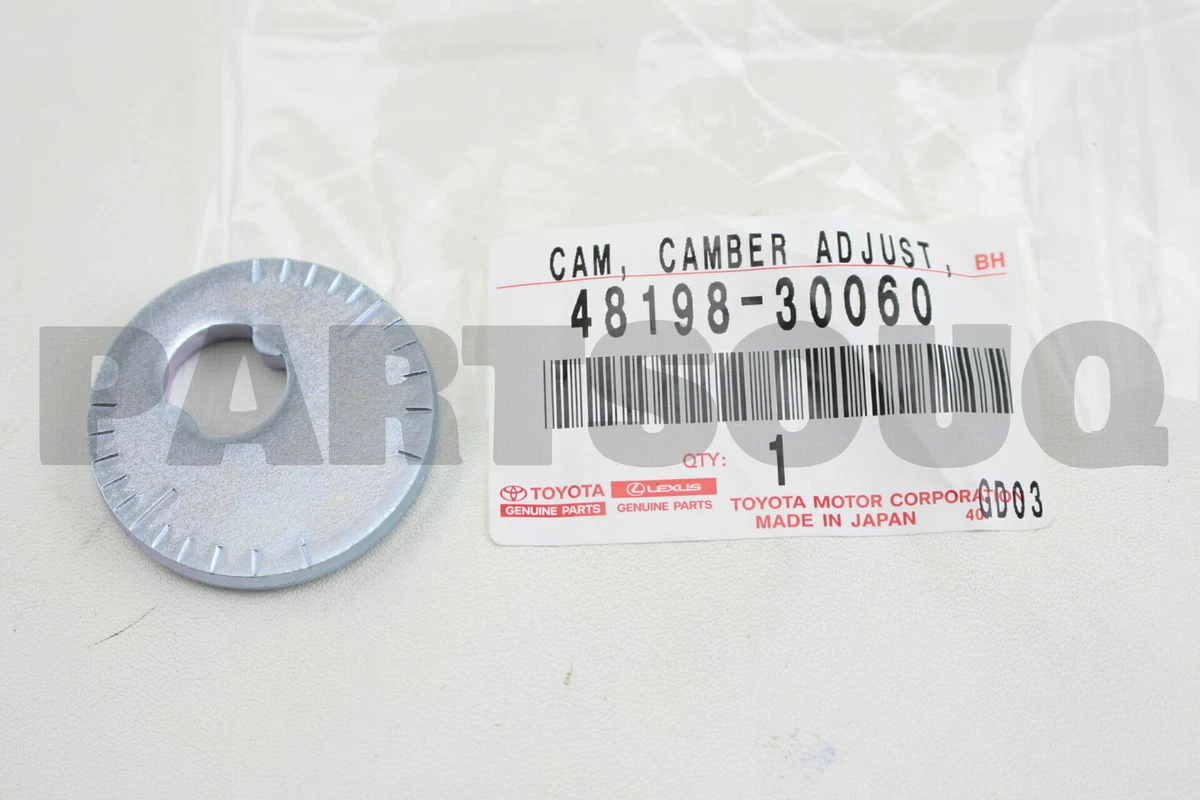 CAM, CAMBER ADJUST, BH
48198-30060
PARTSOUQ
QTY: 1
TOYOTA LEXUS
GENUINE PARTS GENUINE PARTS
TOYOTA MOTOR CORPORATION
MADE IN JAPAN 40 GD03